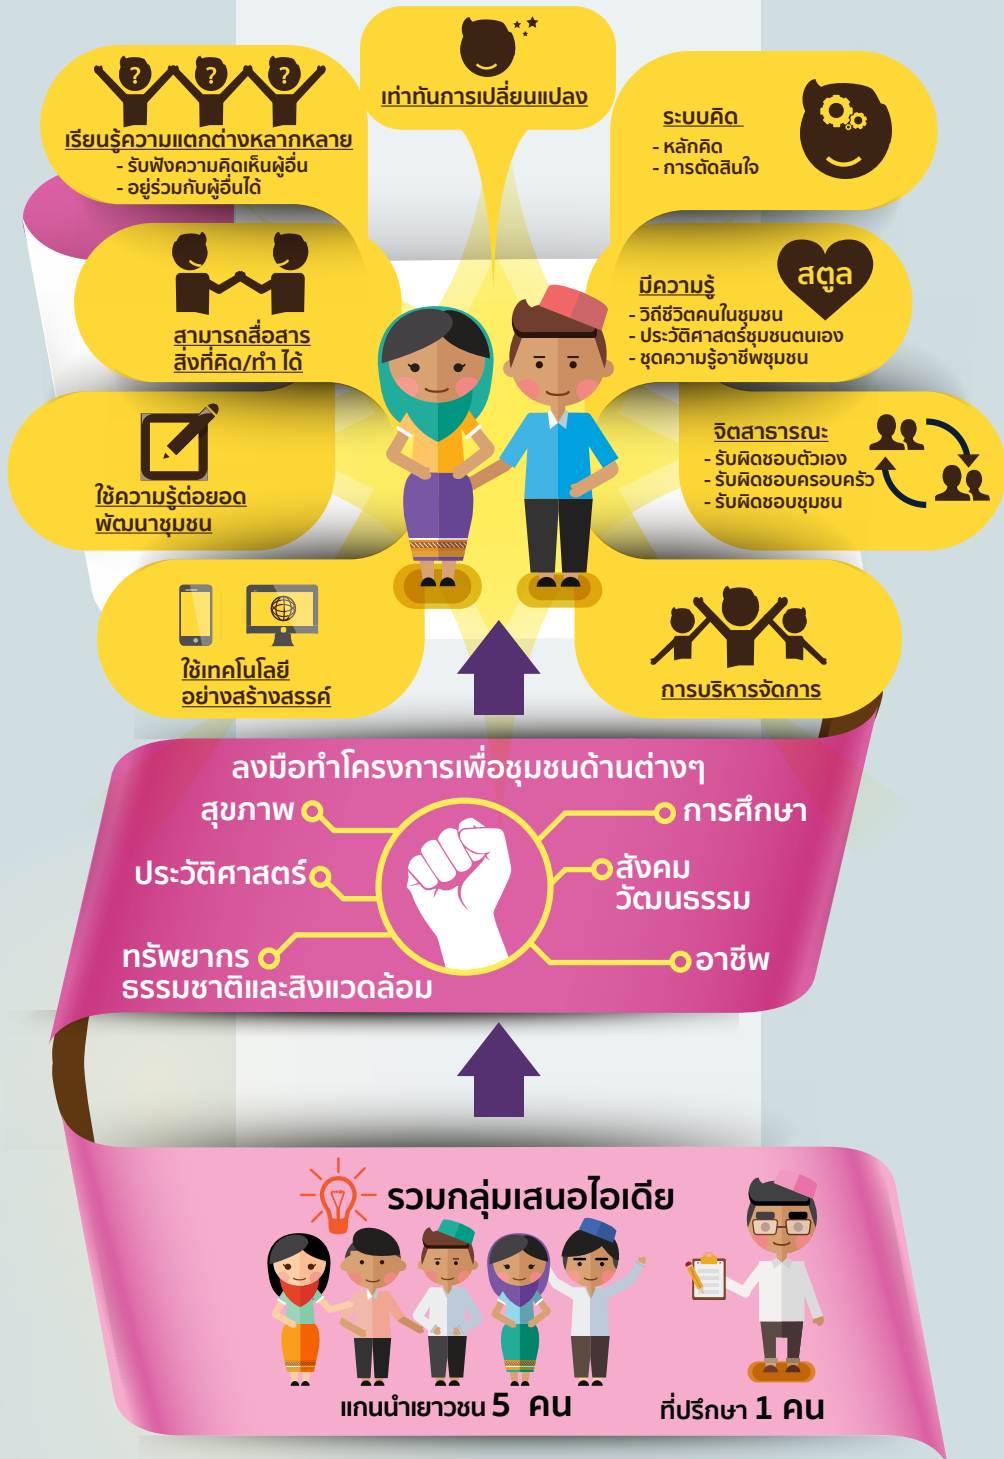 เท่าทันการเปลี่ยนแปลง
? ? ?
เรียนรู้ความแตกต่างหลากหลาย
- รับฟังความคิดเห็นผู้อื่น
- อยู่ร่วมกับผู้อื่นได้
ระบบคิด
- หลักคิด
- การตัดสินใจ
สามารถสื่อสาร
สิ่งที่คิด/ทำ ได้
สตูล
มีความรู้
- วิถีชีวิตคนในชุมชน
- ประวัติศาสตร์ชุมชนตนเอง
- ชุดความรู้อาชีพชุมชน
ใช้ความรู้ต่อยอด
พัฒนาชุมชน
จิตสาธารณะ
- รับผิดชอบตัวเอง
- รับผิดชอบครอบครัว
- รับผิดชอบชุมชน
ใช้เทคโนโลยี
อย่างสร้างสรรค์
การบริหารจัดการ
ลงมือทำโครงการเพื่อชุมชนด้านต่างๆ
สุขภาพ
การศึกษา
ประวัติศาสตร์
สังคม
วัฒนธรรม
ทรัพยากร
ธรรมชาติและสิ่งแวดล้อม
อาชีพ
รวมกลุ่มเสนอไอเดีย
แกนนำเยาวชน 5 คน
ที่ปรึกษา 1 คน